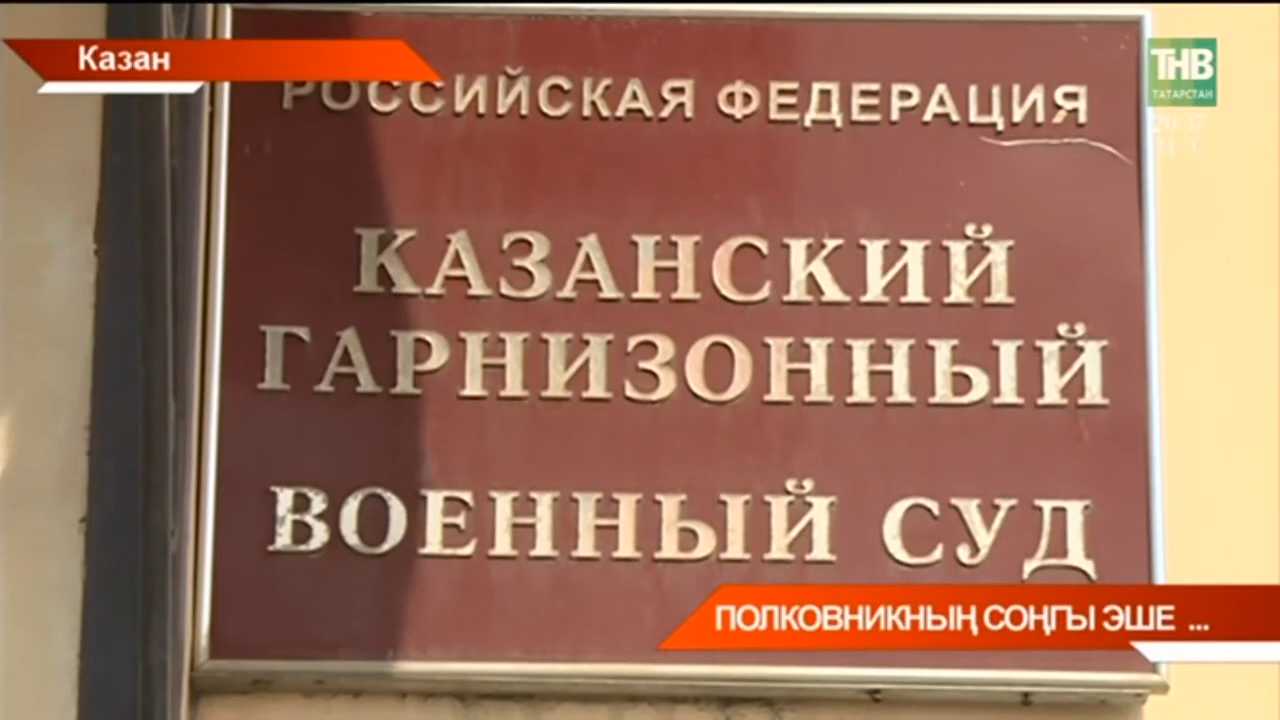 Казан
ТНВ
ТАТАРСТАН
РОССИЙСКАЯ ФЕДЕРАЦИЯ
КАЗАНСКИЙ
ГАРНИЗОННЫЙ
ВОЕННЫЙ СУД
ПОЛКОВНИКНЫҢ СОҢГЫ ЭШЕ ...